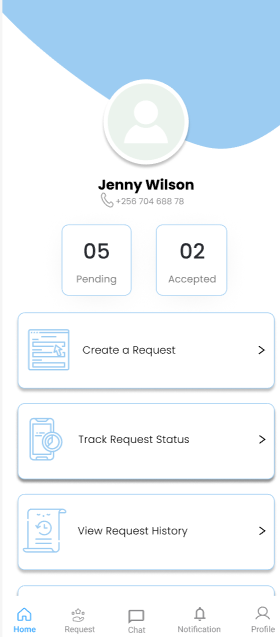 Jenny Wilson
+256 704 688 78
05
Pending
02
Accepted
Create a Request
Track Request Status
View Request History
Home
Request
Chat
Notification
Profile